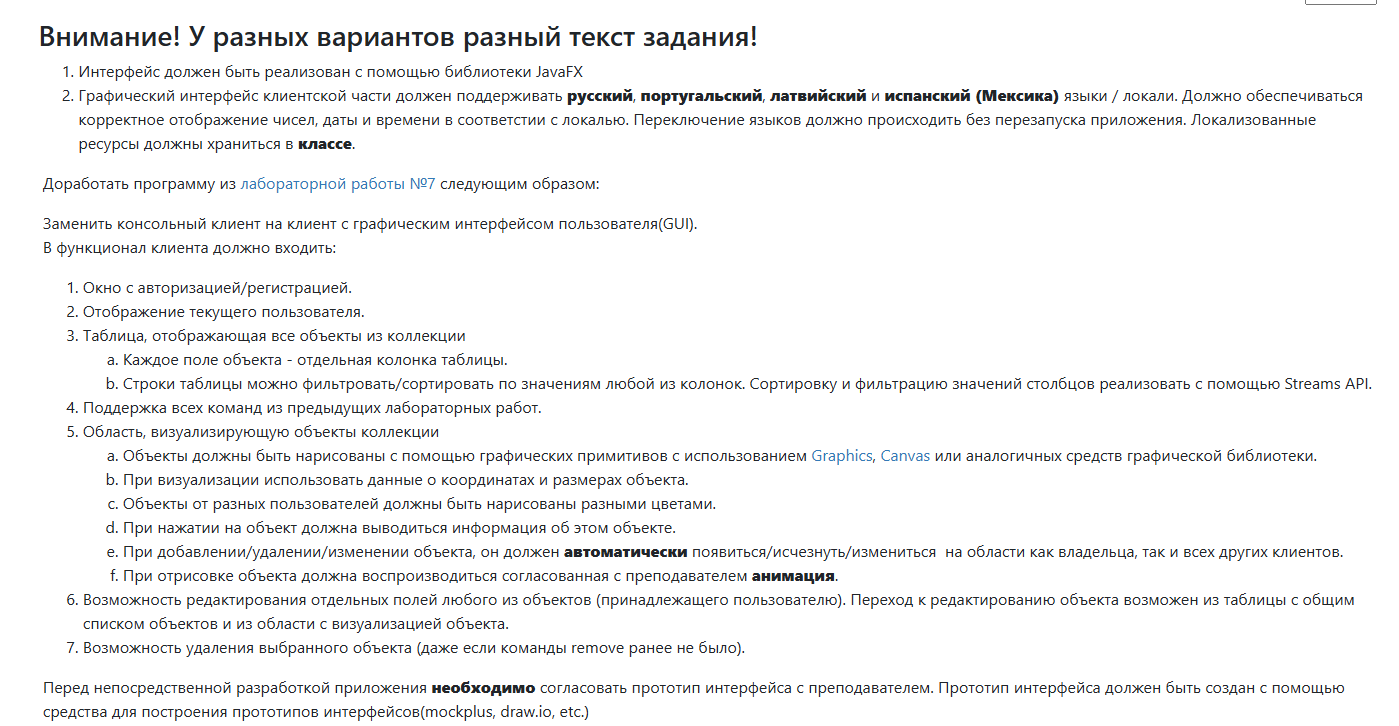 Внимание! У разных вариантов разный текст задания!
1. Интерфейс должен быть реализован с помощью библиотеки JavaFX
2. Графический интерфейс клиентской части должен поддерживать русский, португальский, латвийский и испанский (Мексика) языки / локали. Должно обеспечиваться
корректное отображение чисел, даты и времени в соответстии с локалью. Переключение языков должно происходить без перезапуска приложения. Локализованные
ресурсы должны храниться в классе.
Доработать программу из лабораторной работы №7 следующим образом:
Заменить консольный клиент на клиент с графическим интерфейсом пользователя(GUI).
В функционал клиента должно входить:
1. Окно с авторизацией/регистрацией.
2. Отображение текущего пользователя.
3. Таблица, отображающая все объекты из коллекции
a. Каждое поле объекта - отдельная колонка таблицы.
b. Строки таблицы можно фильтровать/сортировать по значениям любой из колонок. Сортировку и фильтрацию значений столбцов реализовать с помощью Streams API.
4. Поддержка всех команд из предыдущих лабораторных работ.
5. Область, визуализирующую объекты коллекции
a. Объекты должны быть нарисованы с помощью графических примитивов с использованием Graphics, Canvas или аналогичных средств графической библиотеки.
b. При визуализации использовать данные о координатах и размерах объекта.
c. Объекты от разных пользователей должны быть нарисованы разными цветами.
d. При нажатии на объект должна выводиться информация об этом объекте.
e. При добавлении/удалении/изменении объекта, он должен автоматически появиться/исчезнуть/измениться  на области как владельца, так и всех других клиентов.
f. При отрисовке объекта должна воспроизводиться согласованная с преподавателем анимация.
6. Возможность редактирования отдельных полей любого из объектов (принадлежащего пользователю). Переход к редактированию объекта возможен из таблицы с общим
списком объектов и из области с визуализацией объекта.
7. Возможность удаления выбранного объекта (даже если команды remove ранее не было).
Перед непосредственной разработкой приложения необходимо согласовать прототип интерфейса с преподавателем. Прототип интерфейса должен быть создан с помощью
средства для построения прототипов интерфейсов(mockplus, draw.io, etc.)